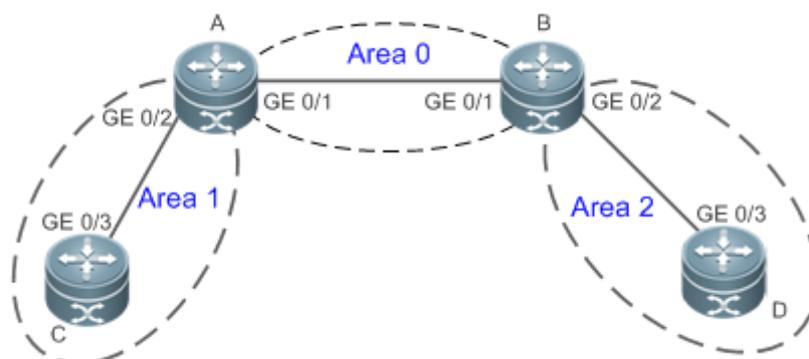 A
B
Area 0
GE 0/2
GE 0/1
GE 0/1
GE 0/2
Area 1
Area 2
GE 0/3
GE 0/3
C
D